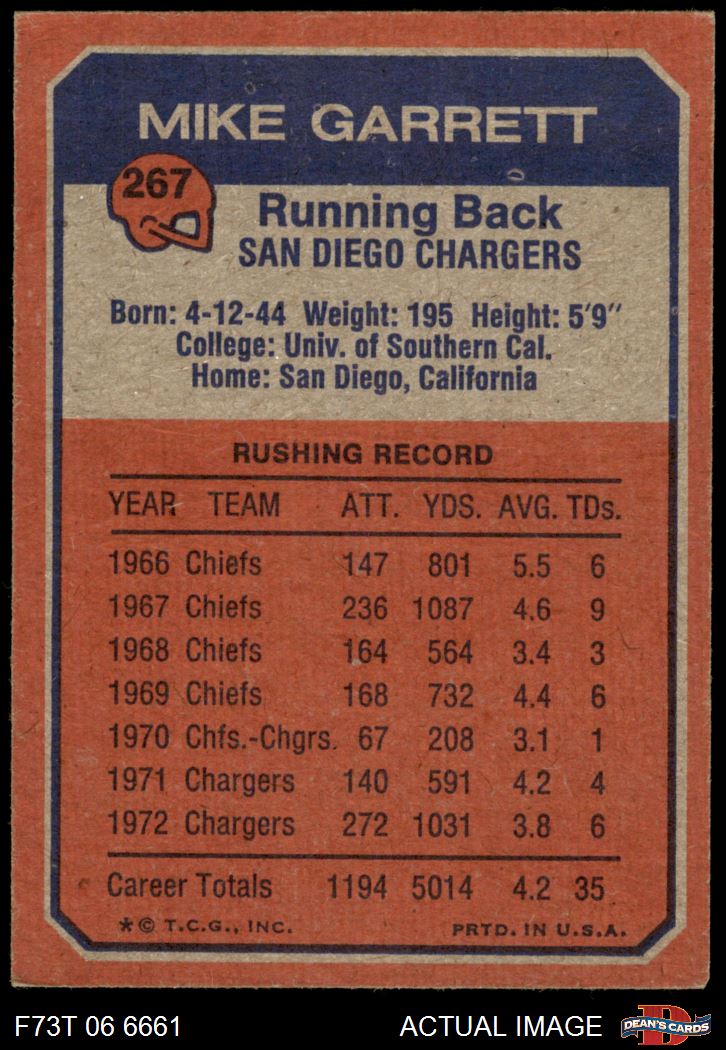 MIKE GARRETT
267
Running Back
SAN DIEGO CHARGERS
Born: 4-12-44 Weight: 195 Height: 5'9"
College: Univ. of Southern Cal.
Home: San Diego, California
RUSHING RECORD
YEAR TEAM ATT. YDS. AVG. TDs.
1966 Chiefs 147 801 5.5 6
1967 Chiefs 236 1087 4.6 9
1968 Chiefs 164 564 3.4 3
1969 Chiefs 168 732 4.4 6
1970 Chfs.-Chgrs. 67 208 3.1 1
1971 Chargers 140 591 4.2 4
1972 Chargers 272 1031 3.8 6
Career Totals 1194 5014 4.2 35
*© T.C.G., INC. PRTD. IN U.S.A.
F73T 06 6661 ACTUAL IMAGE D DEAN'S CARDS